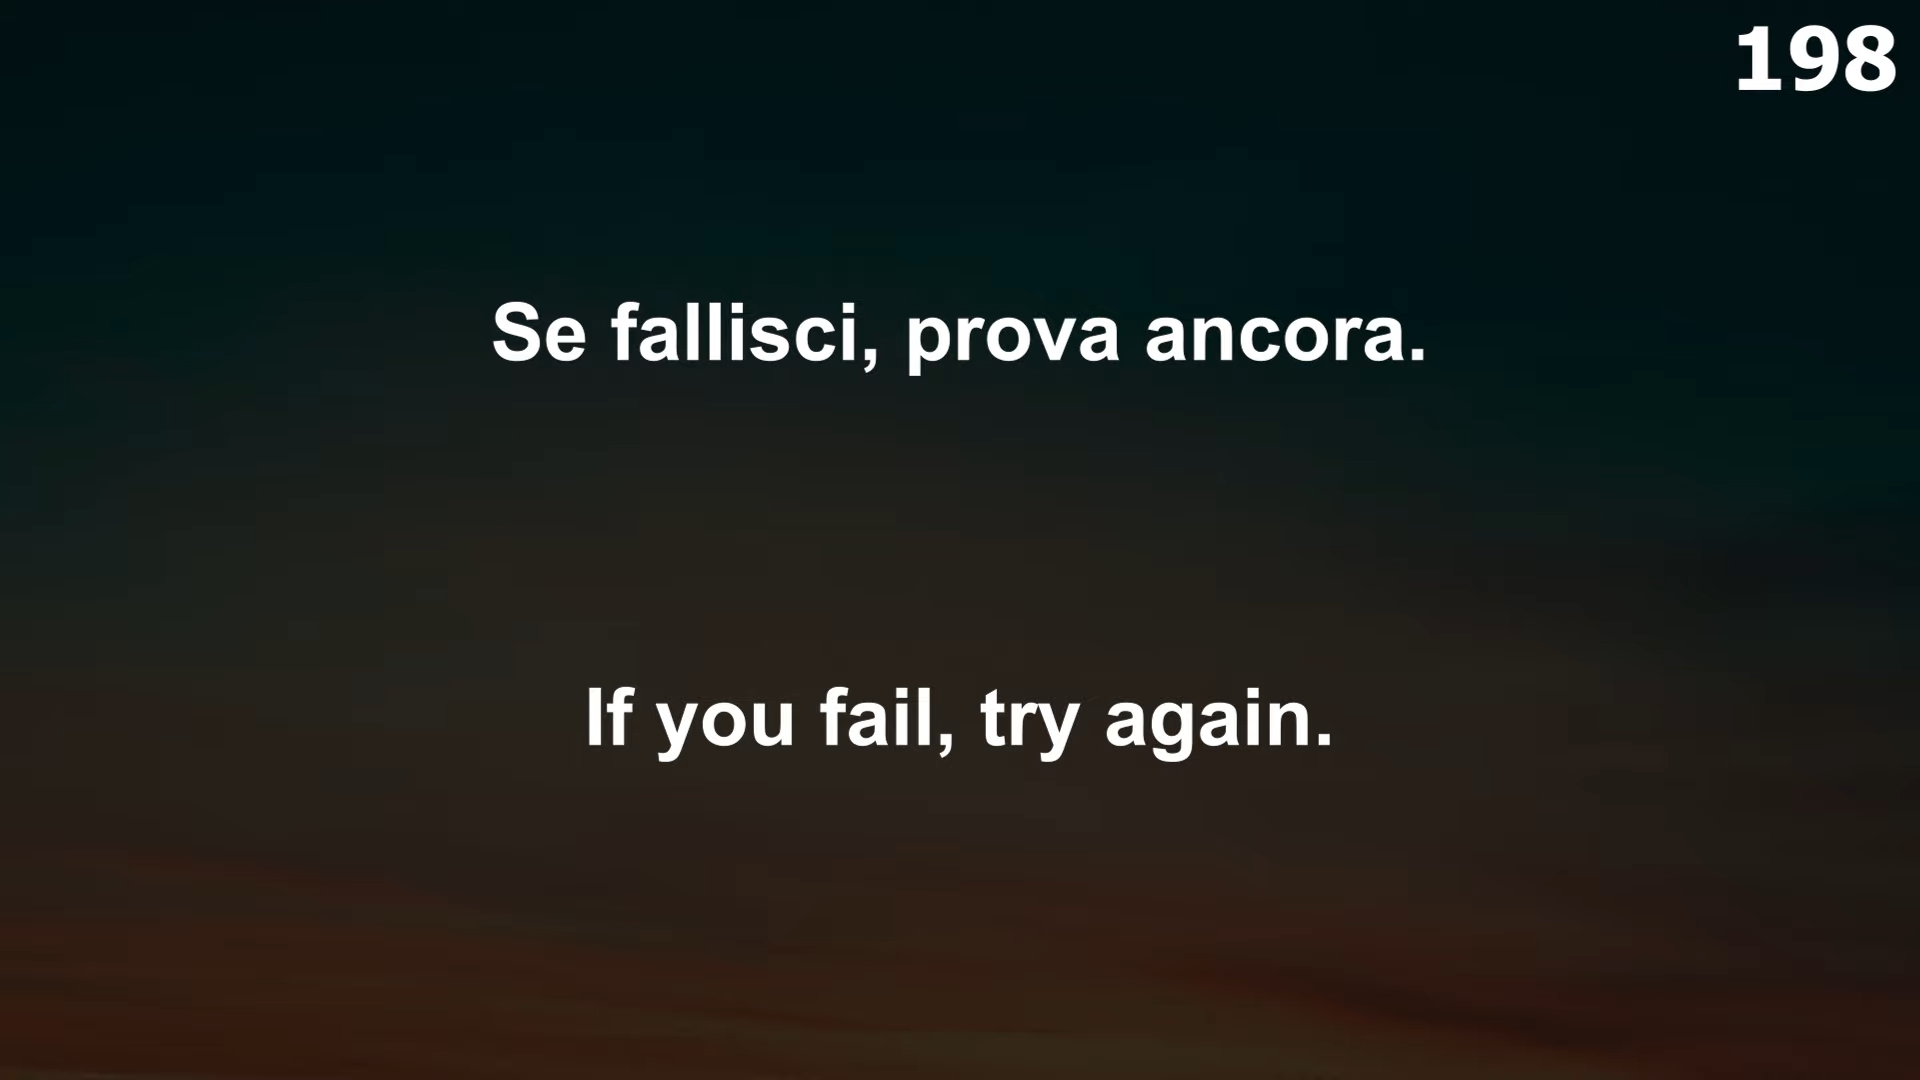 198
Se fallisci, prova ancora.
If you fail, try again.